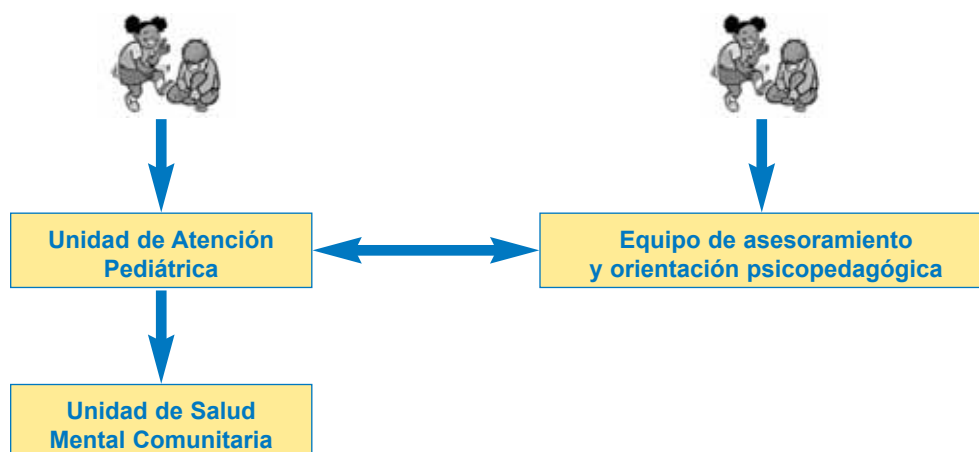 Unidad de Atención
Pediátrica
Equipo de asesoramiento
y orientación psicopedagógica
Unidad de Salud
Mental Comunitaria